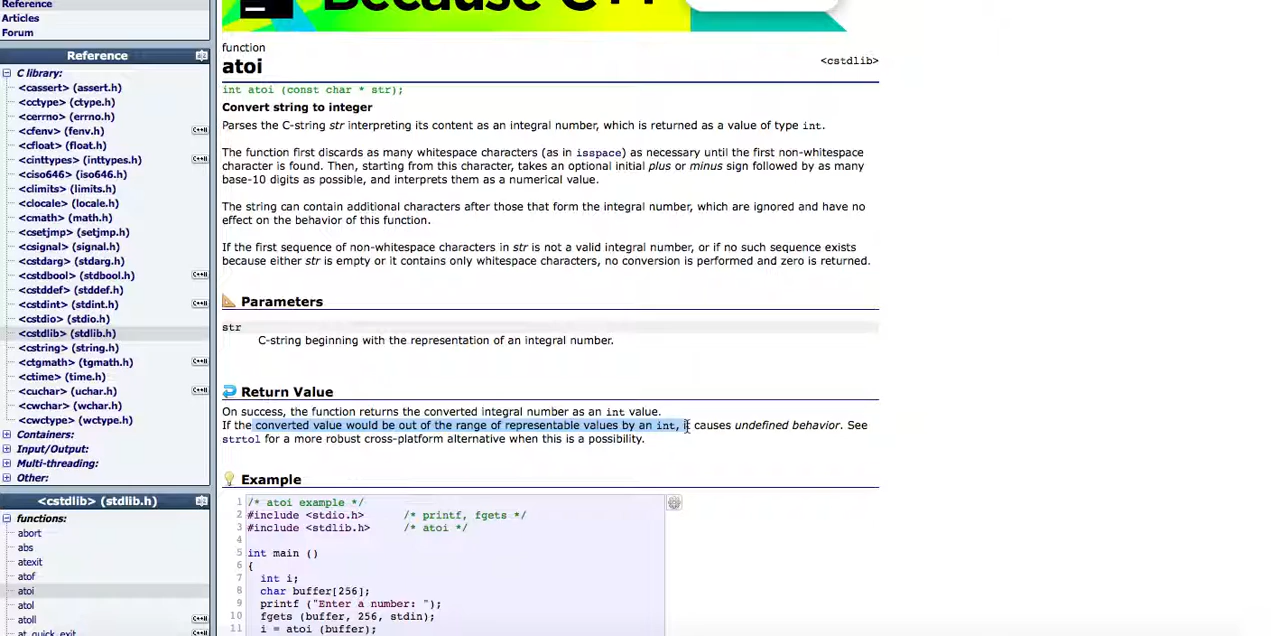 Reference
Articles
Forum
Reference
C library:
<cassert> (assert.h)
<cctype> (ctype.h)
<cerrno> (errno.h)
<cfenv> (fenv.h)
<cfloat> (float.h)
<cinttypes> (inttypes.h)
<ciso646> (iso646.h)
<climits> (limits.h)
<clocale> (locale.h)
<cmath> (math.h)
<csetjmp> (setjmp.h)
<csignal> (signal.h)
<cstdarg> (stdarg.h)
<cstdbool> (stdbool.h)
<cstddef> (stddef.h)
<cstdint> (stdint.h)
<cstdio> (stdio.h)
<cstdlib> (stdlib.h)
<cstring> (string.h)
<ctgmath> (tgmath.h)
<ctime> (time.h)
<cuchar> (uchar.h)
<cwchar> (wchar.h)
<cwctype> (wctype.h)
Containers:
Input/Output:
Multi-threading:
Other:
<cstdlib> (stdlib.h)
functions:
abort
abs
atexit
atof
atoi
atol
atoll
at_quick_exit
Because C++
function
atoi
<cstdlib>
int atoi (const char * str);
Convert string to integer
Parses the C-string str interpreting its content as an integral number, which is returned as a value of type int.
The function first discards as many whitespace characters (as in isspace) as necessary until the first non-whitespace
character is found. Then, starting from this character, takes an optional initial plus or minus sign followed by as many
base-10 digits as possible, and interprets them as a numerical value.
The string can contain additional characters after those that form the integral number, which are ignored and have no
effect on the behavior of this function.
If the first sequence of non-whitespace characters in str is not a valid integral number, or if no such sequence exists
because either str is empty or it contains only whitespace characters, no conversion is performed and zero is returned.
Parameters
str
C-string beginning with the representation of an integral number.
Return Value
On success, the function returns the converted integral number as an int value.
If the converted value would be out of the range of representable values by an int, it causes undefined behavior. See
strtol for a more robust cross-platform alternative when this is a possibility.
Example
1 /* atoi example */
2 #include <stdio.h> /* printf, fgets */
3 #include <stdlib.h> /* atoi */
4
5 int main ()
6 {
7 int i;
8 char buffer[256];
9 printf ("Enter a number: ");
10 fgets (buffer, 256, stdin);
11 i = atoi (buffer);